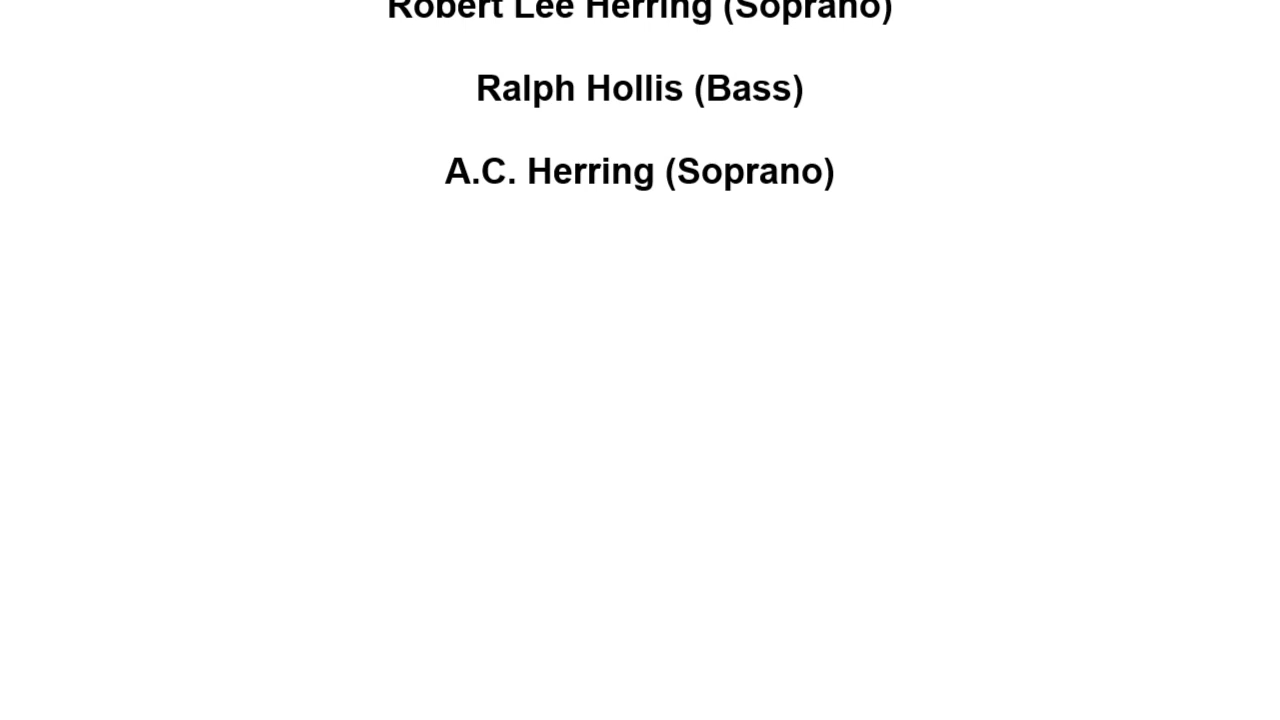 Robert Lee Herring (Soprano)
Ralph Hollis (Bass)
A.C. Herring (Soprano)